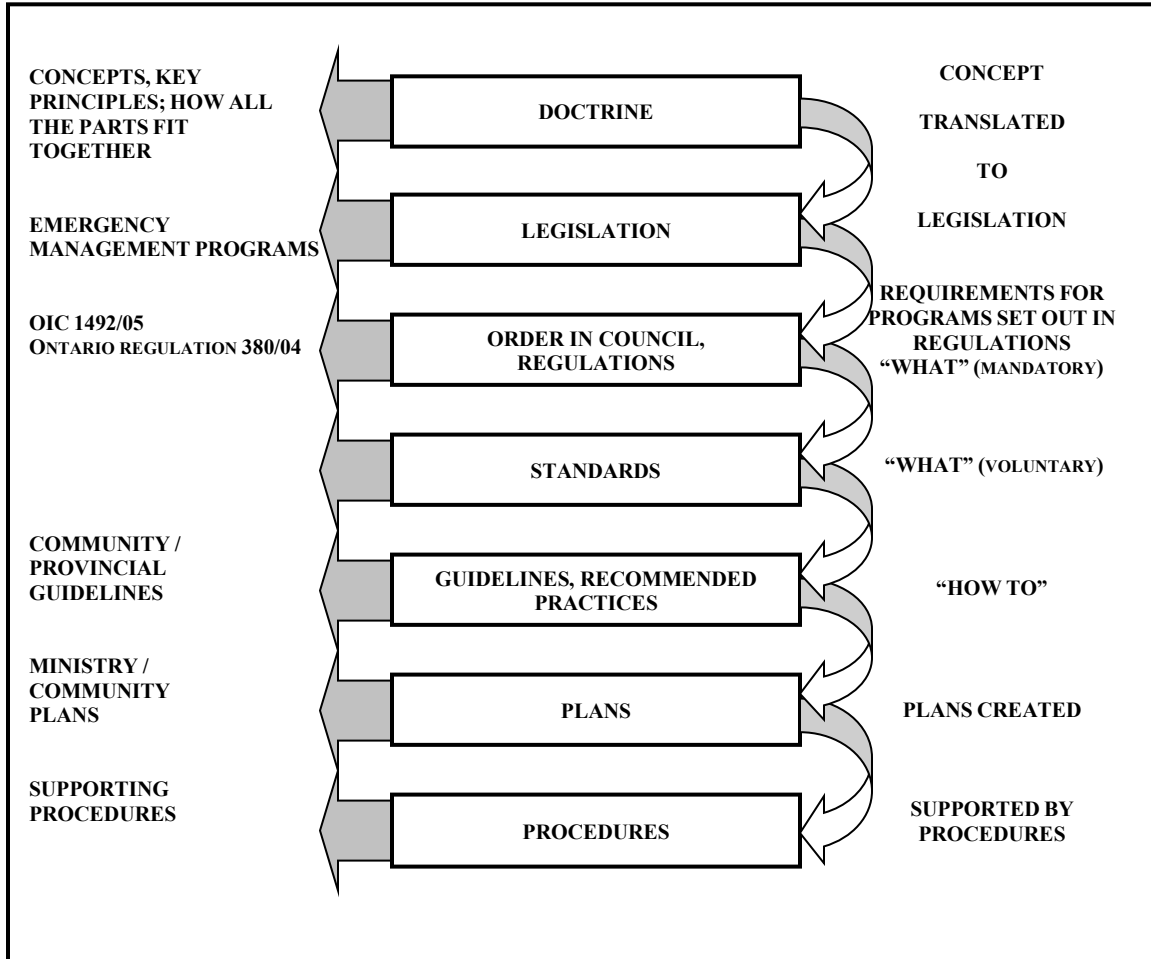 CONCEPTS, KEY
PRINCIPLES; HOW ALL
THE PARTS FIT
TOGETHER
DOCTRINE
CONCEPT
TRANSLATED
TO
LEGISLATION
EMERGENCY
MANAGEMENT PROGRAMS
LEGISLATION
OIC 1492/05
ONTARIO REGULATION 380/04
ORDER IN COUNCIL,
REGULATIONS
REQUIREMENTS FOR
PROGRAMS SET OUT IN
REGULATIONS
“WHAT” (MANDATORY)
STANDARDS
“WHAT” (VOLUNTARY)
COMMUNITY /
PROVINCIAL
GUIDELINES
GUIDELINES, RECOMMENDED
PRACTICES
“HOW TO”
MINISTRY /
COMMUNITY
PLANS
PLANS
PLANS CREATED
SUPPORTING
PROCEDURES
PROCEDURES
SUPPORTED BY
PROCEDURES